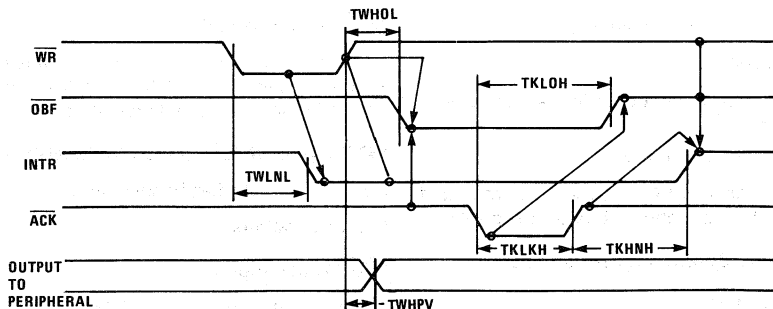 TWHOL
WR
TKLOH
OBF
INTR
TWLNL
ACK
TKLKH
TKHNH
OUTPUT
TO
PERIPHERAL
TWHPV